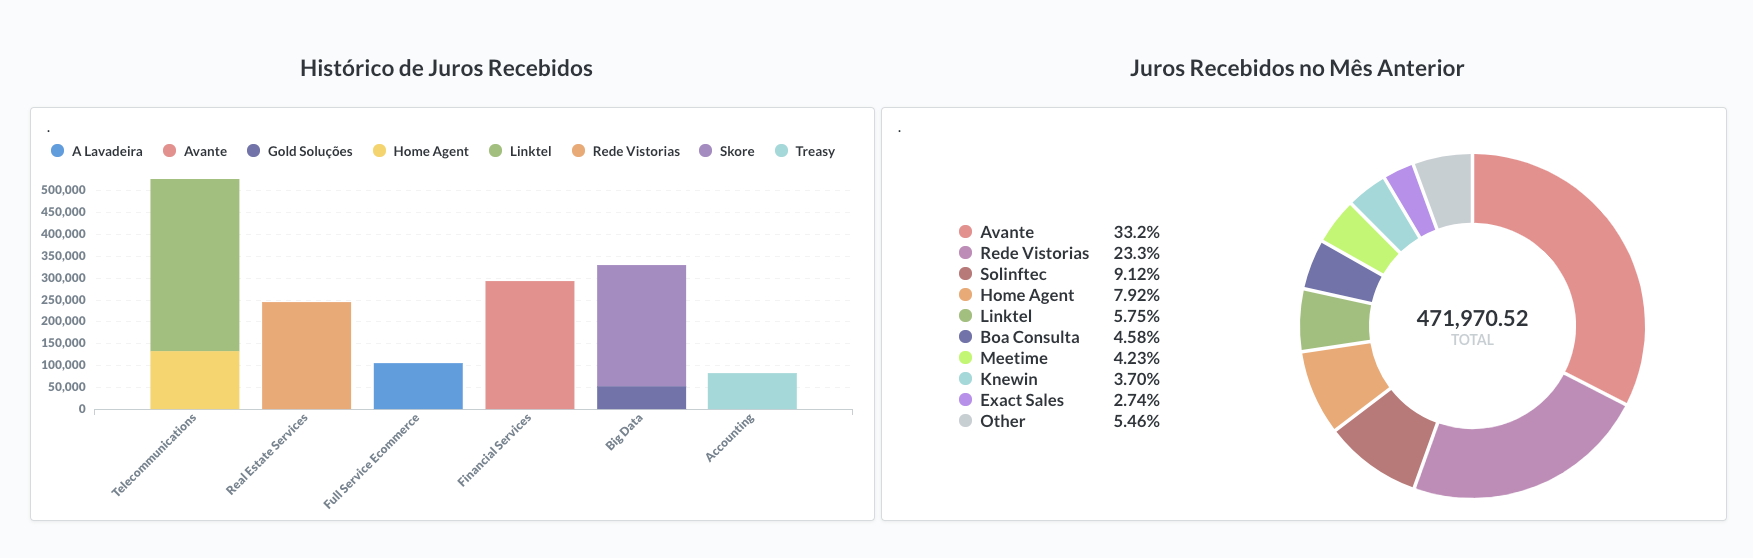 Histórico de Juros Recebidos
.
A Lavadeira Avante Gold Soluções Home Agent Linktel Rede Vistorias Skore Treasy
500,000
450,000
400,000
350,000
300,000
250,000
200,000
150,000
100,000
50,000
0
Telecommunications
Real Estate Services
Full Service Ecommerce
Financial Services
Big Data
Accounting
Juros Recebidos no Mês Anterior
.
Avante 33.2%
Rede Vistorias 23.3%
Solinftec 9.12%
Home Agent 7.92%
Linktel 5.75%
Boa Consulta 4.58%
Meetime 4.23%
Knewin 3.70%
Exact Sales 2.74%
Other 5.46%
471,970.52
TOTAL